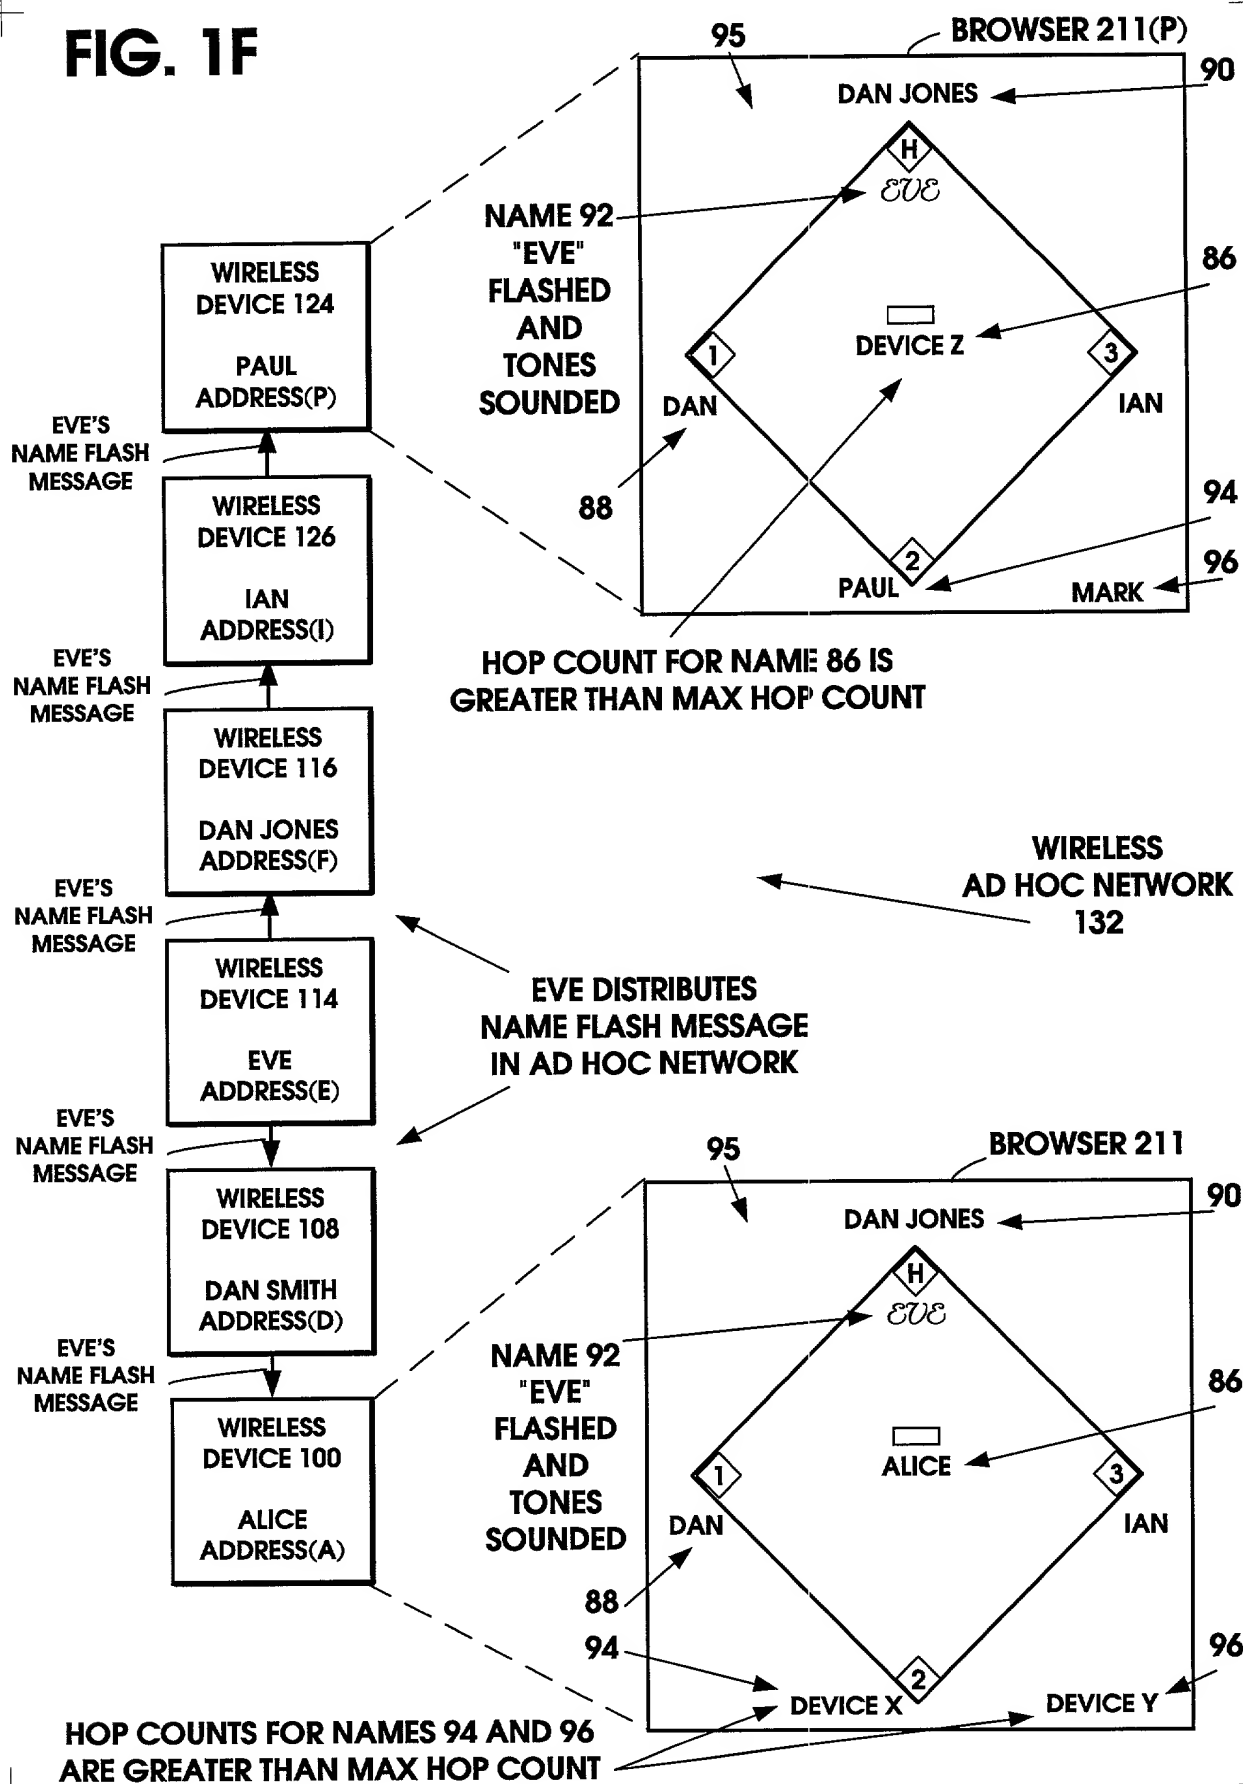 FIG. 1F
95
BROWSER 211(P)
90
DAN JONES
H
EVE
NAME 92
"EVE"
FLASHED
AND
TONES
SOUNDED
86
DEVICE Z
1
3
DAN
IAN
88
94
2
PAUL
96
MARK
HOP COUNT FOR NAME 86 IS
GREATER THAN MAX HOP COUNT
WIRELESS
DEVICE 124
PAUL
ADDRESS(P)
EVE'S
NAME FLASH
MESSAGE
WIRELESS
DEVICE 126
IAN
ADDRESS(I)
EVE'S
NAME FLASH
MESSAGE
WIRELESS
DEVICE 116
DAN JONES
ADDRESS(F)
EVE'S
NAME FLASH
MESSAGE
WIRELESS
DEVICE 114
EVE
ADDRESS(E)
EVE'S
NAME FLASH
MESSAGE
WIRELESS
DEVICE 108
DAN SMITH
ADDRESS(D)
EVE'S
NAME FLASH
MESSAGE
WIRELESS
DEVICE 100
ALICE
ADDRESS(A)
WIRELESS
AD HOC NETWORK
132
EVE DISTRIBUTES
NAME FLASH MESSAGE
IN AD HOC NETWORK
95
BROWSER 211
90
DAN JONES
H
EVE
NAME 92
"EVE"
FLASHED
AND
TONES
SOUNDED
86
ALICE
1
3
DAN
IAN
88
94
2
96
DEVICE X
DEVICE Y
HOP COUNTS FOR NAMES 94 AND 96
ARE GREATER THAN MAX HOP COUNT